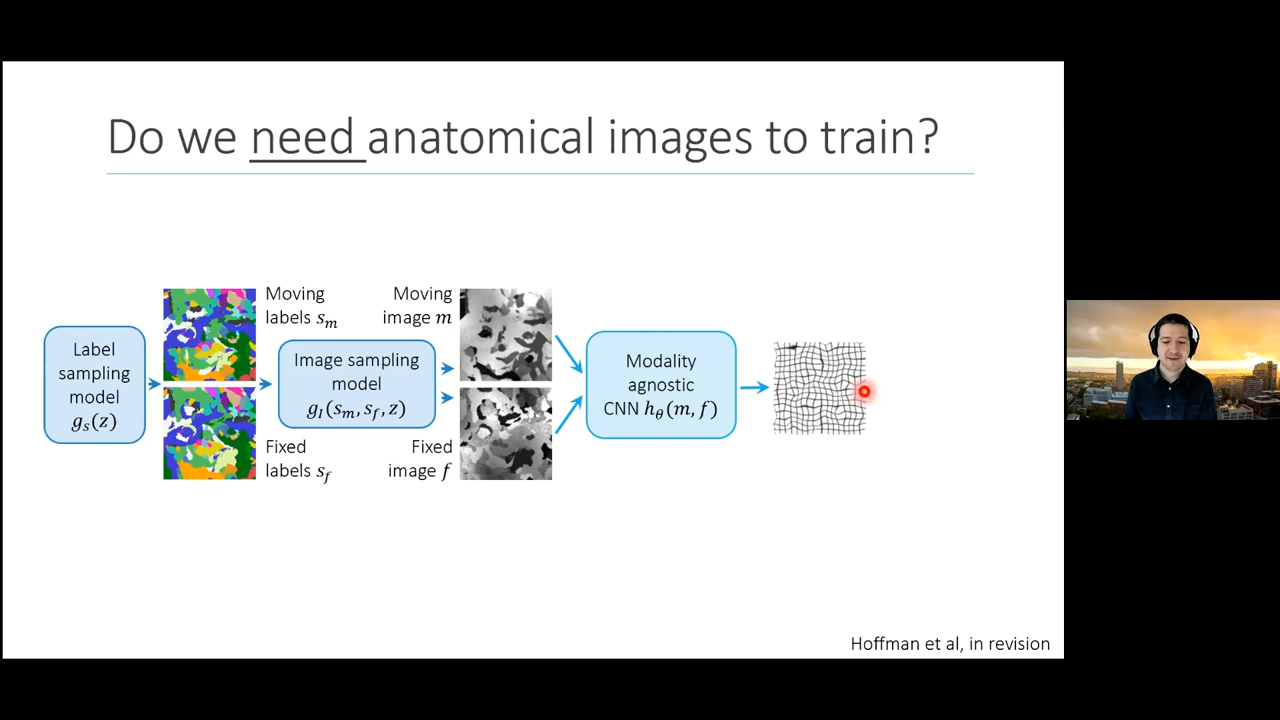 Do we need anatomical images to train?
Label
sampling
model
g_s(z)
Moving
labels s_m
Fixed
labels s_f
Image sampling
model
g_I(s_m, s_f, z)
Moving
image m
Fixed
image f
Modality
agnostic
CNN h_θ(m, f)
Hoffman et al, in revision